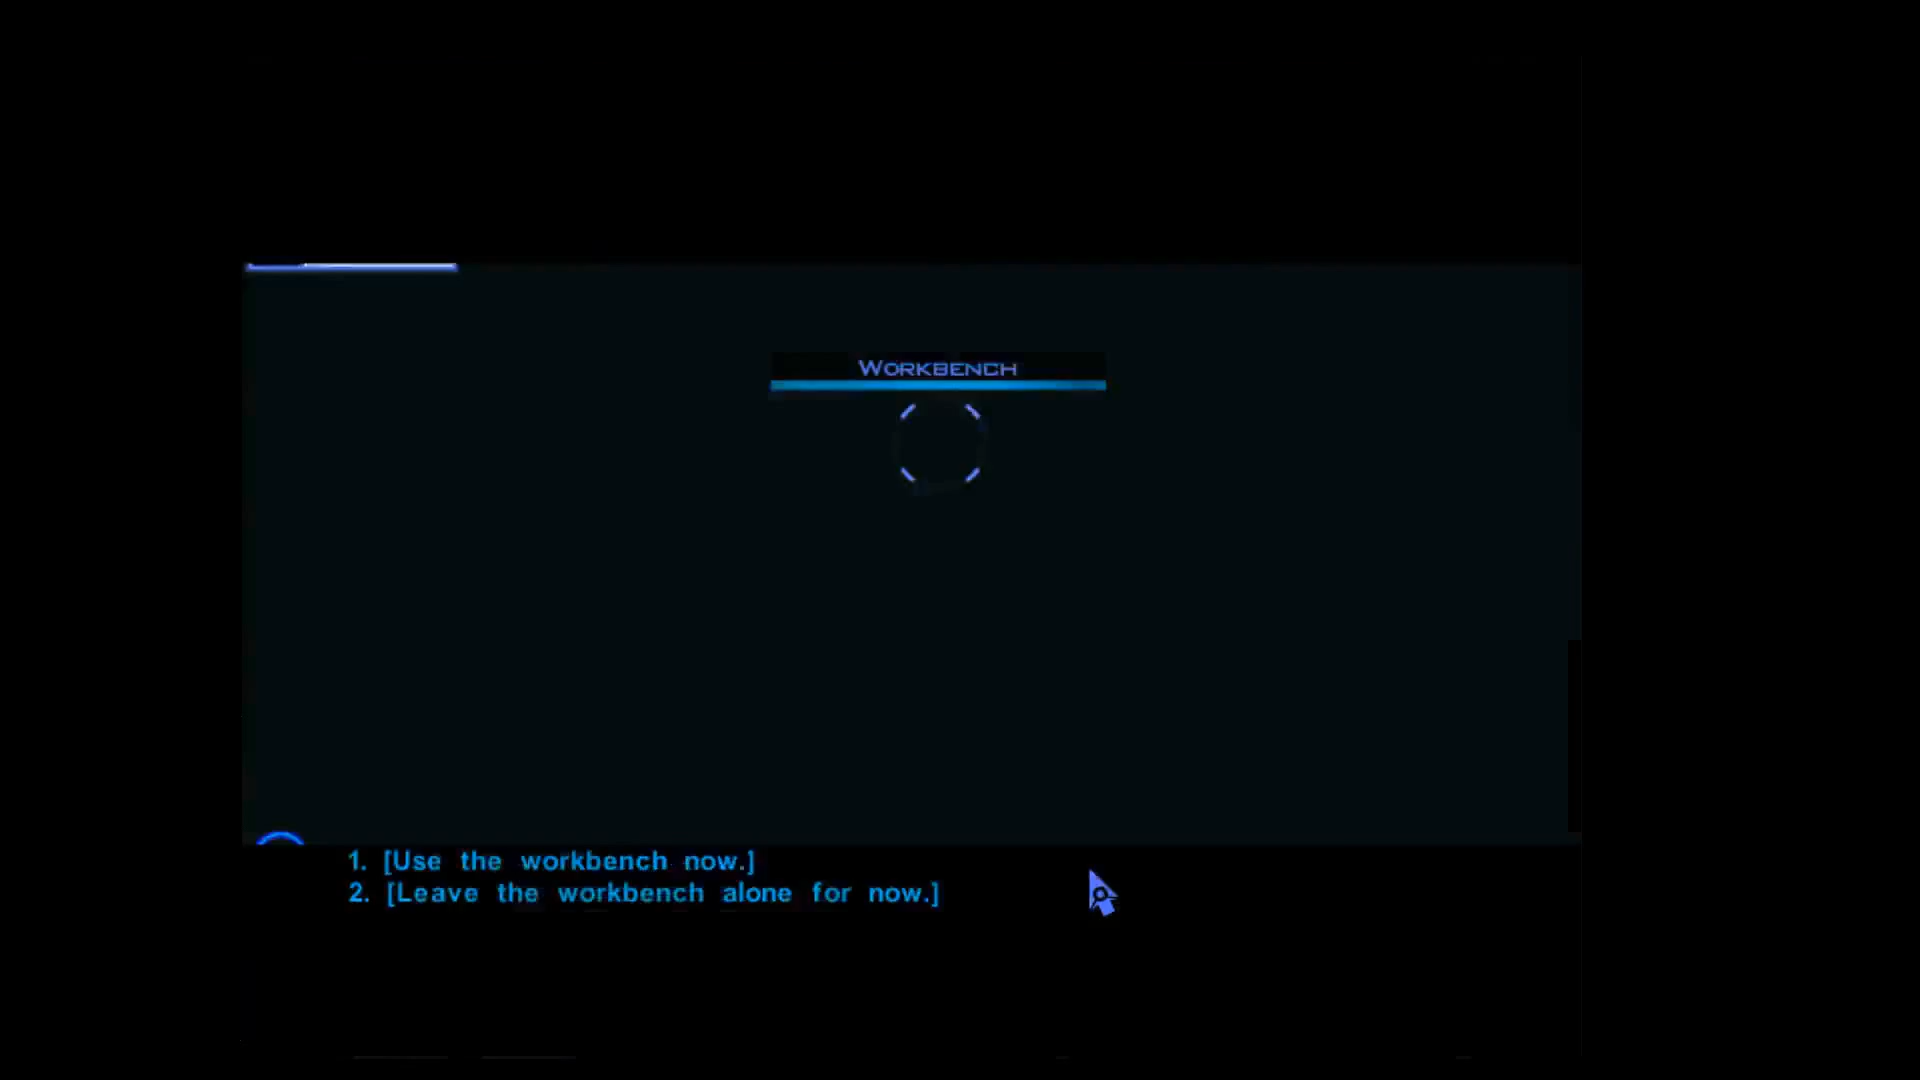 WORKBENCH
1. [Use the workbench now.]
2. [Leave the workbench alone for now.]